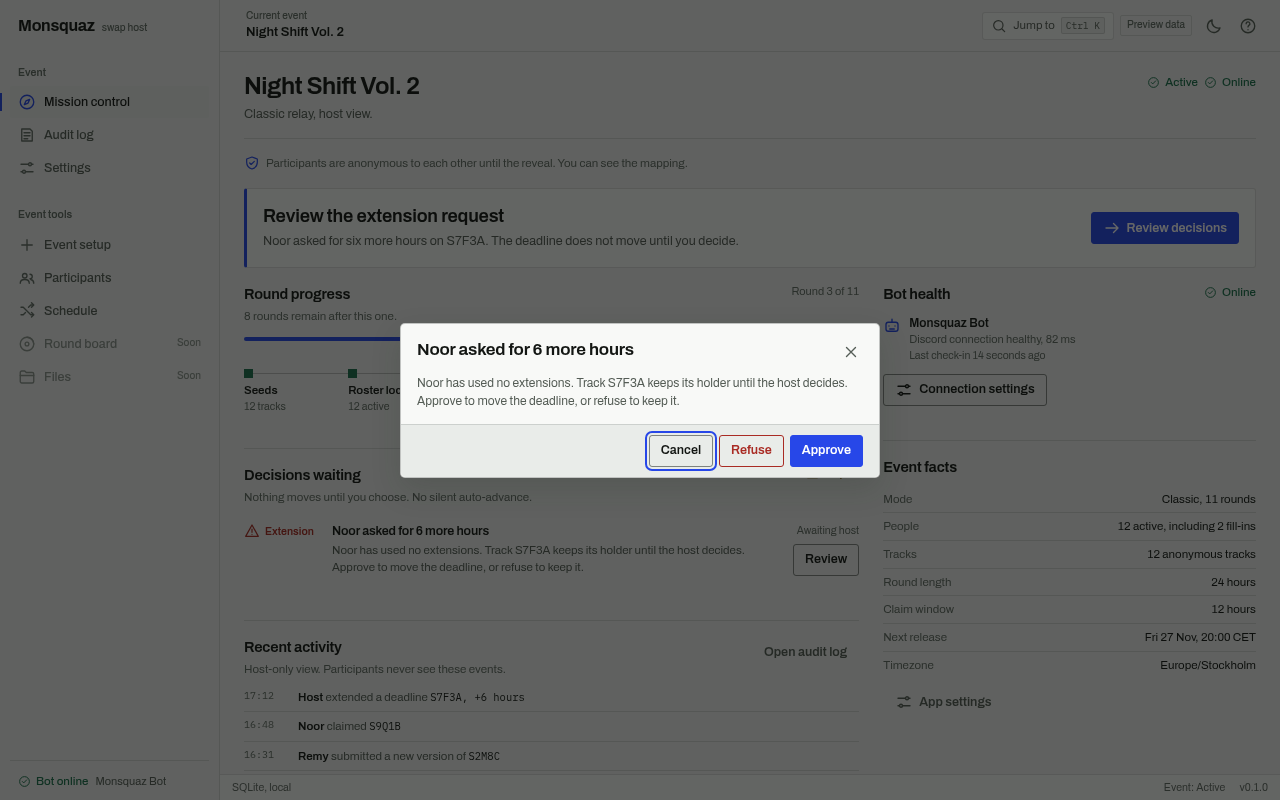 Monsquaz swap host
Current event
Night Shift Vol. 2
Jump to Ctrl K
Preview data
Event
Mission control
Audit log
Settings
Event tools
Event setup
Participants
Schedule
Round board Soon
Files Soon
Bot online Monsquaz Bot
Night Shift Vol. 2
Active Online
Classic relay, host view.
Participants are anonymous to each other until the reveal. You can see the mapping.
Review the extension request
Noor asked for six more hours on S7F3A. The deadline does not move until you decide.
Review decisions
Round progress Round 3 of 11
8 rounds remain after this one.
Seeds
12 tracks
Roster loc
12 active
Noor asked for 6 more hours
Noor has used no extensions. Track S7F3A keeps its holder until the host decides.
Approve to move the deadline, or refuse to keep it.
Cancel Refuse Approve
Decisions waiting
Nothing moves until you choose. No silent auto-advance.
Extension
Noor asked for 6 more hours
Noor has used no extensions. Track S7F3A keeps its holder until the host decides.
Approve to move the deadline, or refuse to keep it.
Awaiting host
Review
Recent activity
Host-only view. Participants never see these events.
Open audit log
17:12 Host extended a deadline S7F3A, +6 hours
16:48 Noor claimed S9Q1B
16:31 Remy submitted a new version of S2M8C
Bot health Online
Monsquaz Bot
Discord connection healthy, 82 ms
Last check-in 14 seconds ago
Connection settings
Event facts
Mode Classic, 11 rounds
People 12 active, including 2 fill-ins
Tracks 12 anonymous tracks
Round length 24 hours
Claim window 12 hours
Next release Fri 27 Nov, 20:00 CET
Timezone Europe/Stockholm
App settings
SQLite, local
Event: Active v0.1.0